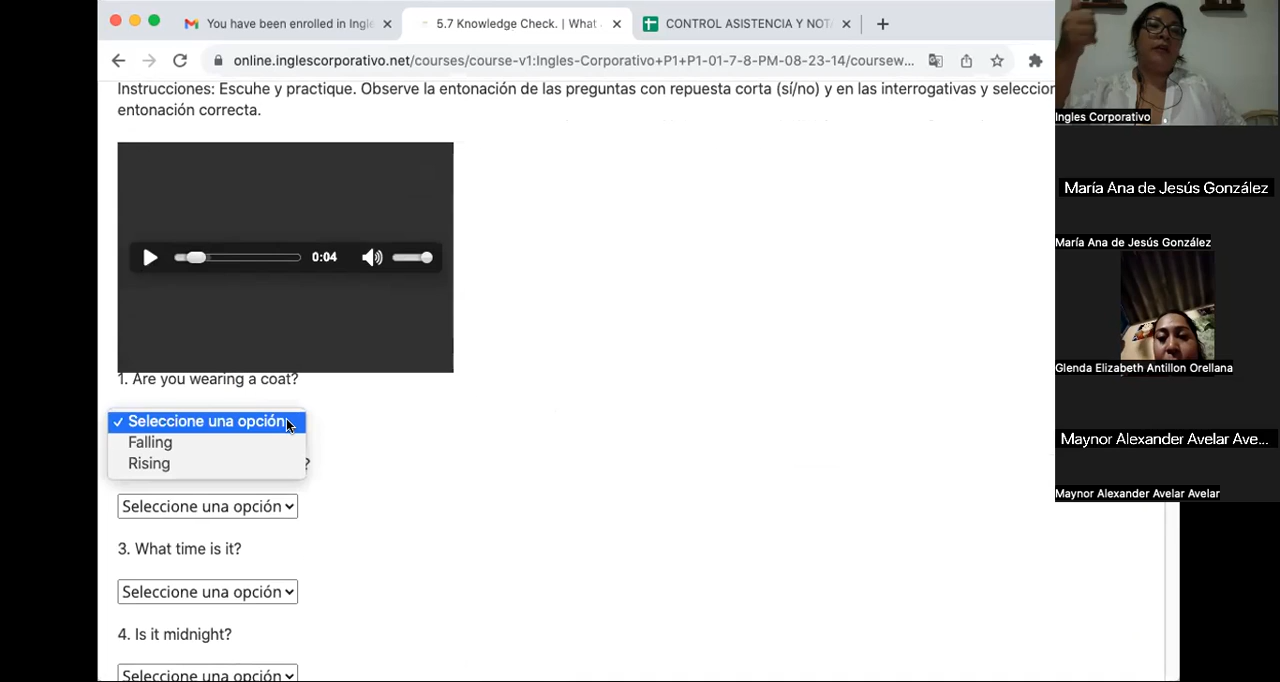 You have been enrolled in Ingle
5.7 Knowledge Check. | What
CONTROL ASISTENCIA Y NOT
online.inglescorporativo.net/courses/course-v1:Ingles-Corporativo+P1+P1-01-7-8-PM-08-23-14/coursew...
Instrucciones: Escuhe y practique. Observe la entonación de las preguntas con repuesta corta (sí/no) y en las interrogativas y seleccion
entonación correcta.
0:04
1. Are you wearing a coat?
Seleccione una opción
Falling
Rising
?
Seleccione una opción
3. What time is it?
Seleccione una opción
4. Is it midnight?
Seleccione una opción
Ingles Corporativo
María Ana de Jesús González
María Ana de Jesús González
Glenda Elizabeth Antillon Orellana
Maynor Alexander Avelar Ave...
Maynor Alexander Avelar Avelar